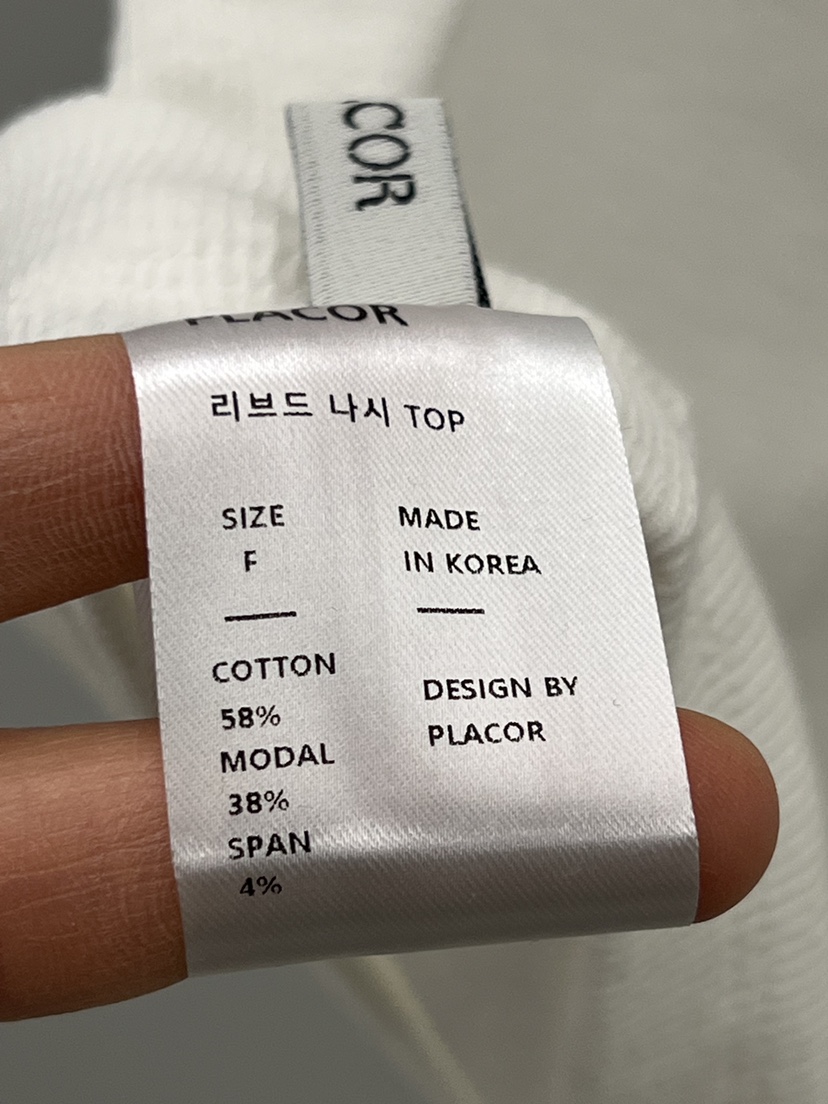 COR
PLACOR
리브드 나시 TOP
SIZE
F
MADE
IN KOREA
COTTON
58%
MODAL
38%
SPAN
4%
DESIGN BY
PLACOR